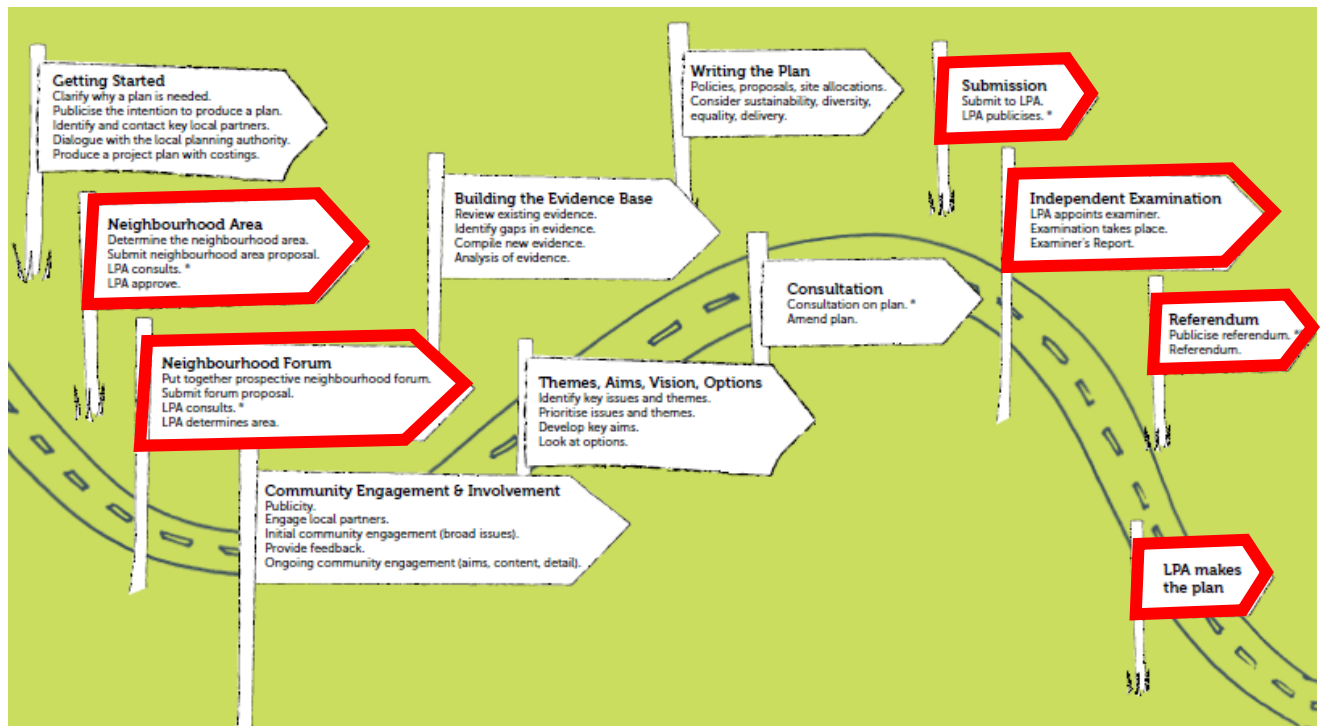 Getting Started
Clarify why a plan is needed.
Publicise the intention to produce a plan.
Identify and contact key local partners.
Dialogue with the local planning authority.
Produce a project plan with costings.
Neighbourhood Area
Determine the neighbourhood area.
Submit neighbourhood area proposal.
LPA consults. *
LPA approve.
Neighbourhood Forum
Put together prospective neighbourhood forum.
Submit forum proposal.
LPA consults. *
LPA determines area.
Community Engagement & Involvement
Publicity.
Engage local partners.
Initial community engagement (broad issues).
Provide feedback.
Ongoing community engagement (aims, content, detail).
Building the Evidence Base
Review existing evidence.
Identify gaps in evidence.
Compile new evidence.
Analysis of evidence.
Themes, Aims, Vision, Options
Identify key issues and themes.
Prioritise issues and themes.
Develop key aims.
Look at options.
Writing the Plan
Policies, proposals, site allocations.
Consider sustainability, diversity,
equality, delivery.
Consultation
Consultation on plan. *
Amend plan.
Submission
Submit to LPA.
LPA publicises. *
Independent Examination
LPA appoints examiner.
Examination takes place.
Examiner's Report.
Referendum
Publicise referendum. *
Referendum.
LPA makes
the plan